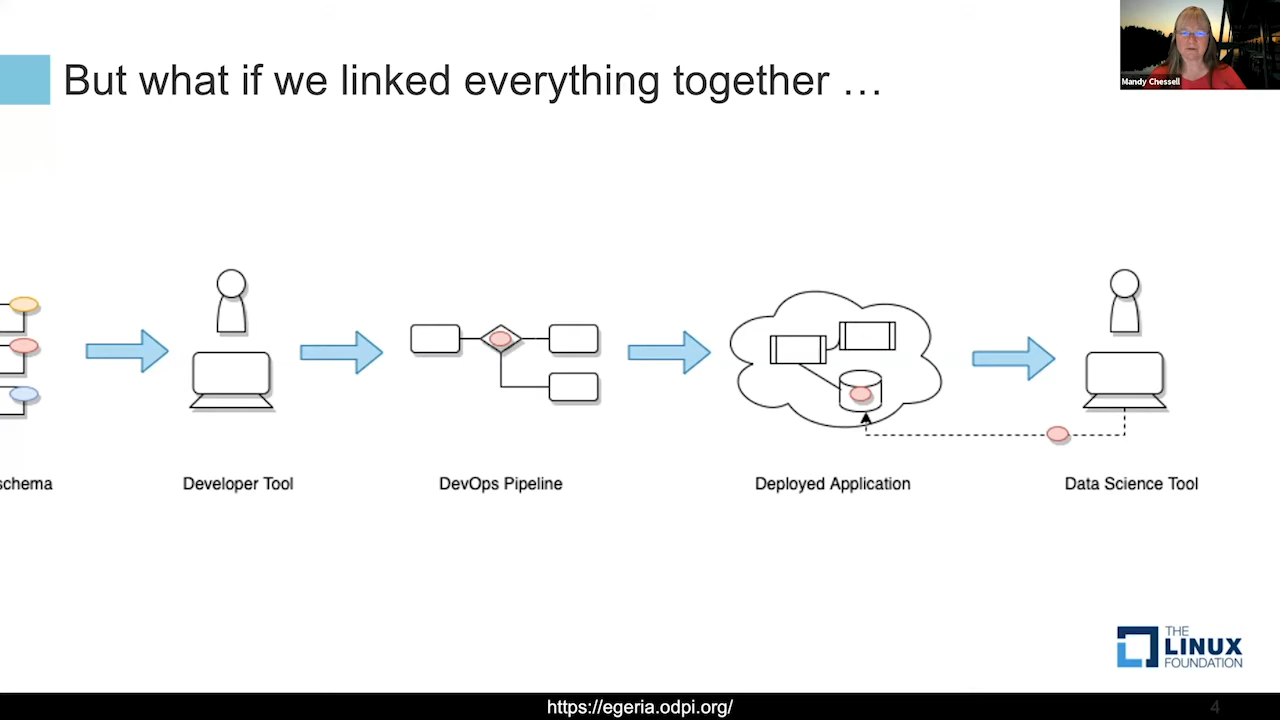 But what if we linked everything together …
Mandy Chessell
schema
Developer Tool
DevOps Pipeline
Deployed Application
Data Science Tool
THE
LINUX
FOUNDATION
https://egeria.odpi.org/
4